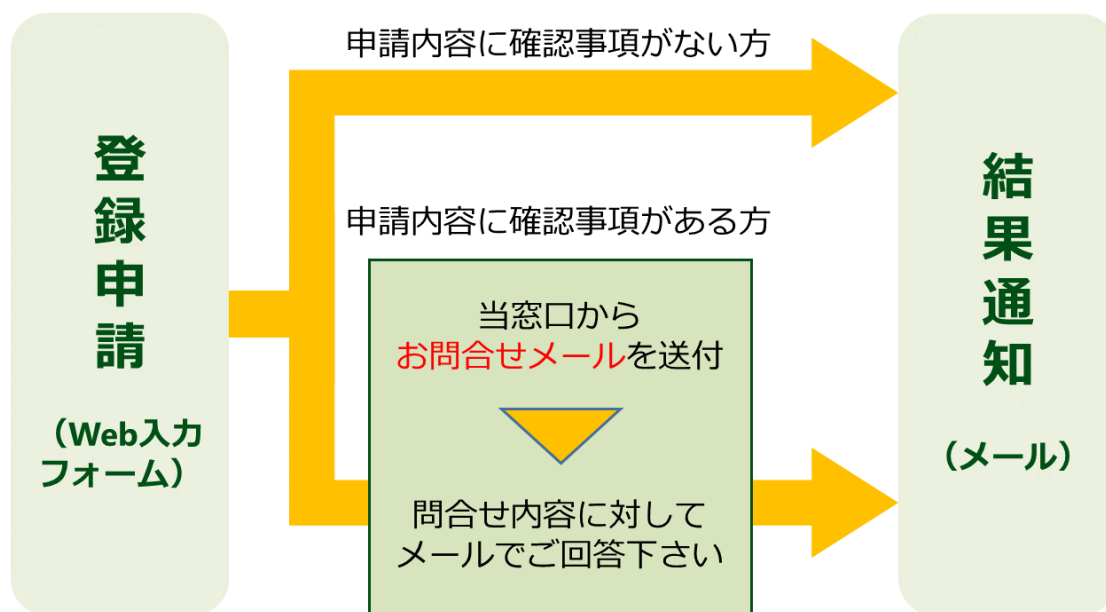 登録申請
（Web入力
フォーム）
申請内容に確認事項がない方
申請内容に確認事項がある方
当窓口から
お問合せメールを送付
問合せ内容に対して
メールでご回答下さい
結果通知
（メール）